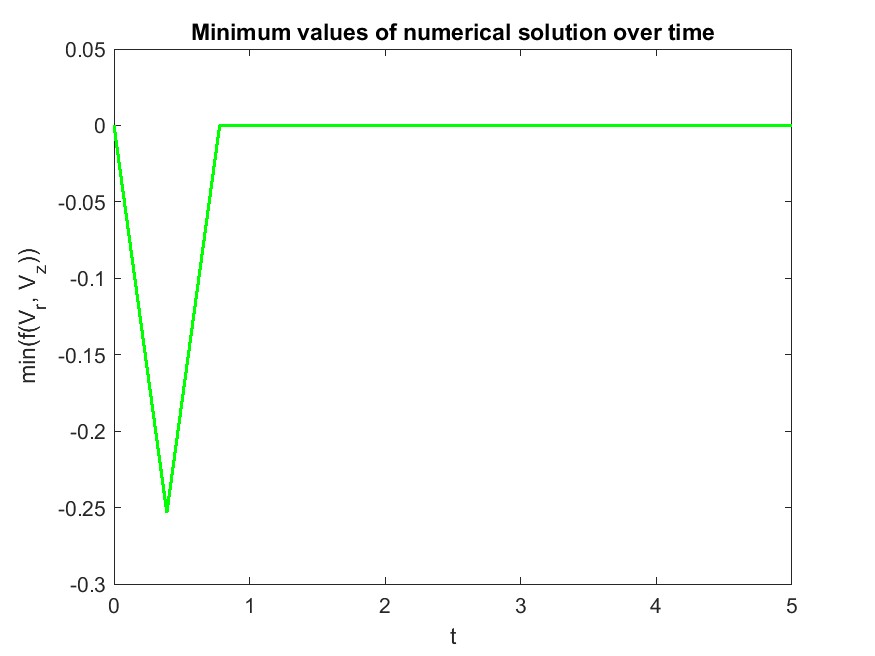 Minimum values of numerical solution over time
0.05
0
-0.05
-0.1
-0.15
-0.2
-0.25
-0.3
min(f(V_r, V_z))
0 1 2 3 4 5
t